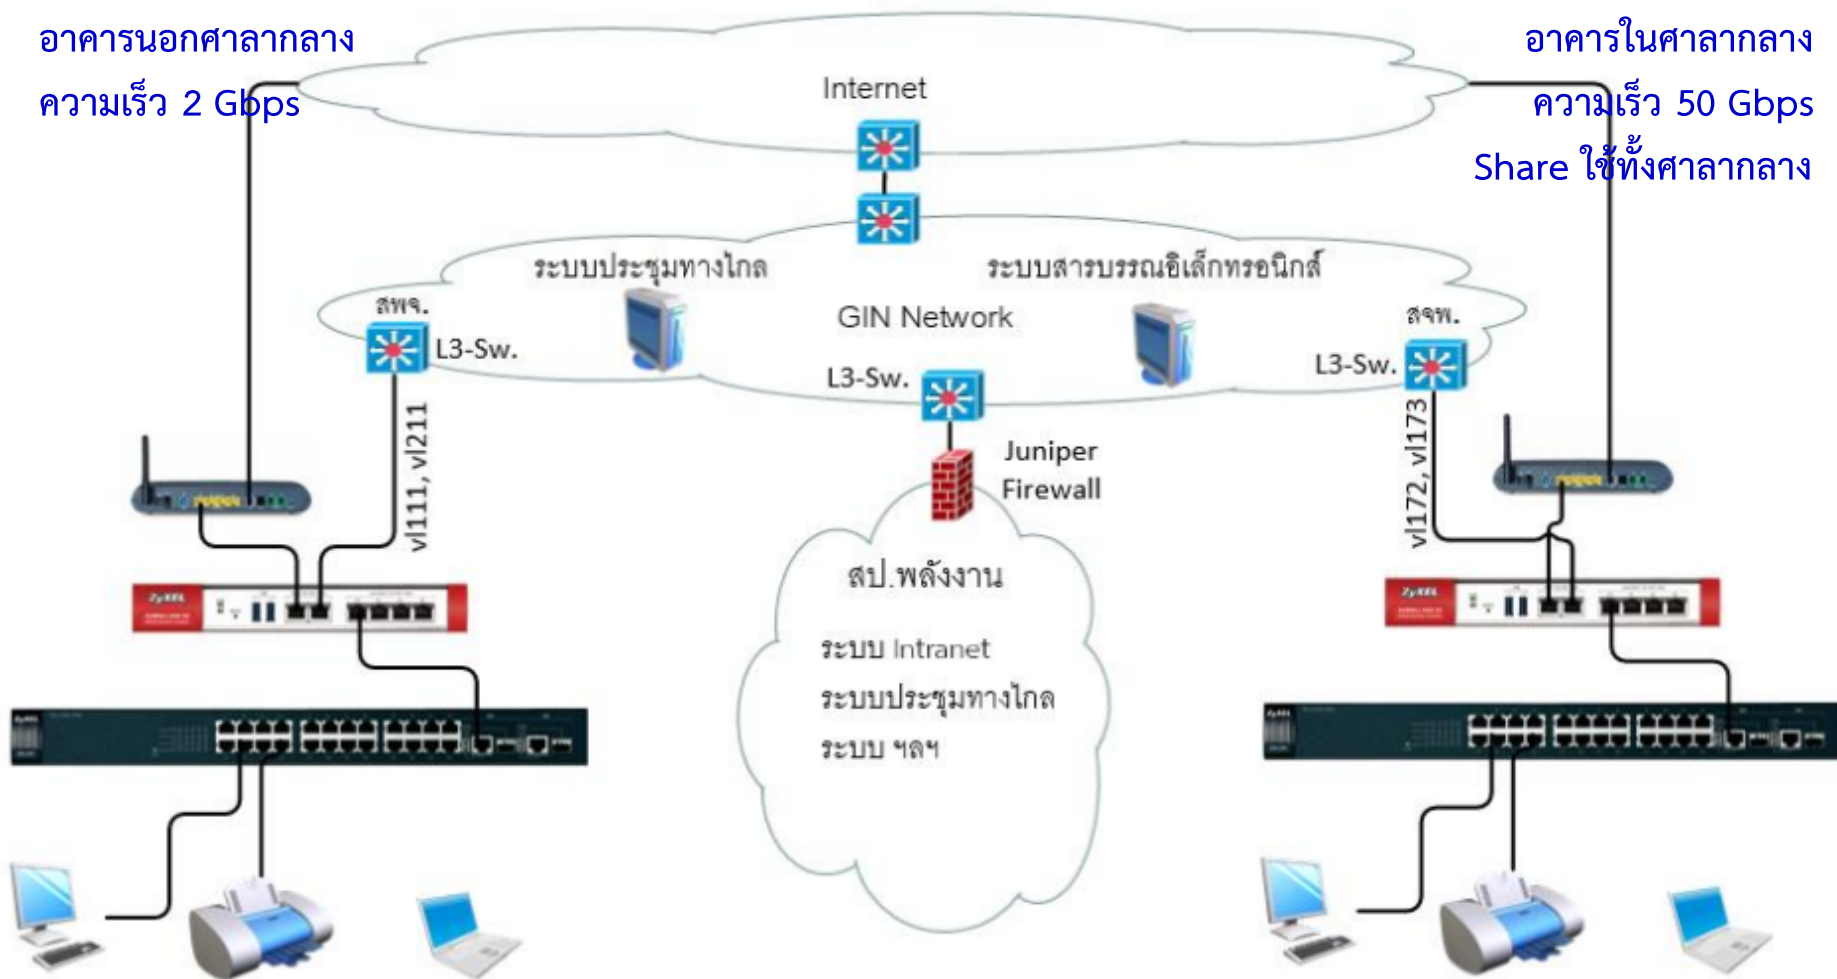 อาคารนอกศาลากลาง
ความเร็ว 2 Gbps
อาคารในศาลากลาง
ความเร็ว 50 Gbps
Share ใช้ทั้งศาลากลาง
Internet
ระบบประชุมทางไกล
ระบบสารบรรณอิเล็กทรอนิกส์
GIN Network
สพจ.
L3-Sw.
L3-Sw.
สจพ.
L3-Sw.
vl111, vl211
vl172, vl173
Juniper
Firewall
สป.พลังงาน
ระบบ Intranet
ระบบประชุมทางไกล
ระบบ ฯลฯ
ZyXEL
ZyXEL
ZyXEL
ZyXEL